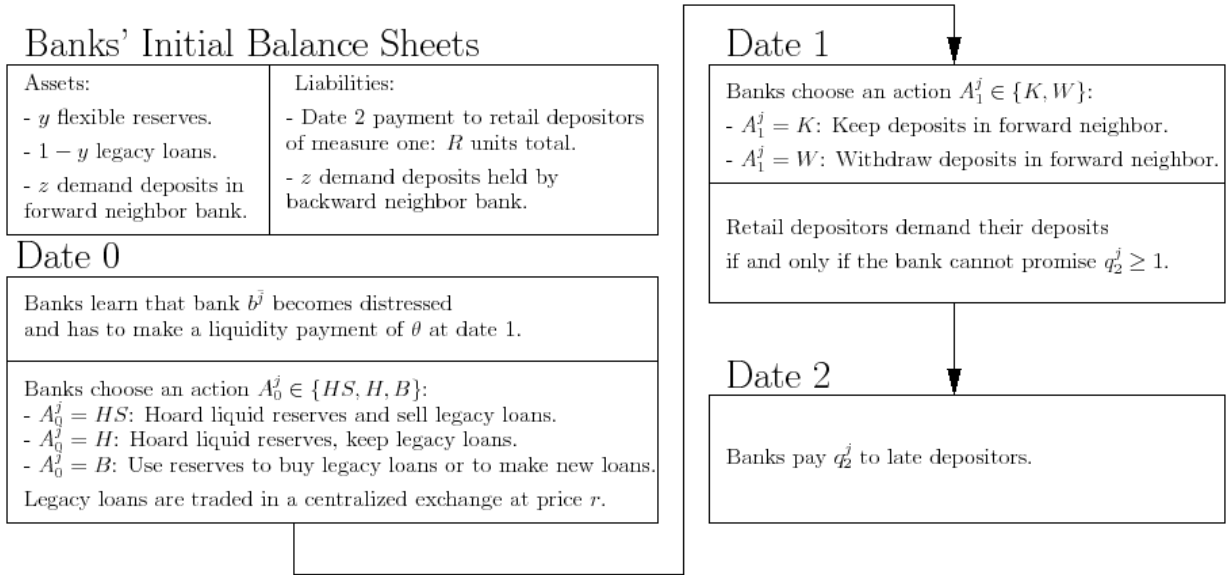 Banks' Initial Balance Sheets
Assets:
- y flexible reserves.
- 1 − y legacy loans.
- z demand deposits in
forward neighbor bank.
Liabilities:
- Date 2 payment to retail depositors
of measure one: R units total.
- z demand deposits held by
backward neighbor bank.
Date 0
Banks learn that bank b^j̄ becomes distressed
and has to make a liquidity payment of θ at date 1.
Banks choose an action A_0^j ∈ {HS, H, B}:
- A_0^j = HS: Hoard liquid reserves and sell legacy loans.
- A_0^j = H: Hoard liquid reserves, keep legacy loans.
- A_0^j = B: Use reserves to buy legacy loans or to make new loans.
Legacy loans are traded in a centralized exchange at price r.
Date 1
Banks choose an action A_1^j ∈ {K, W}:
- A_1^j = K: Keep deposits in forward neighbor.
- A_1^j = W: Withdraw deposits in forward neighbor.
Retail depositors demand their deposits
if and only if the bank cannot promise q_2^j ≥ 1.
Date 2
Banks pay q_2^j to late depositors.